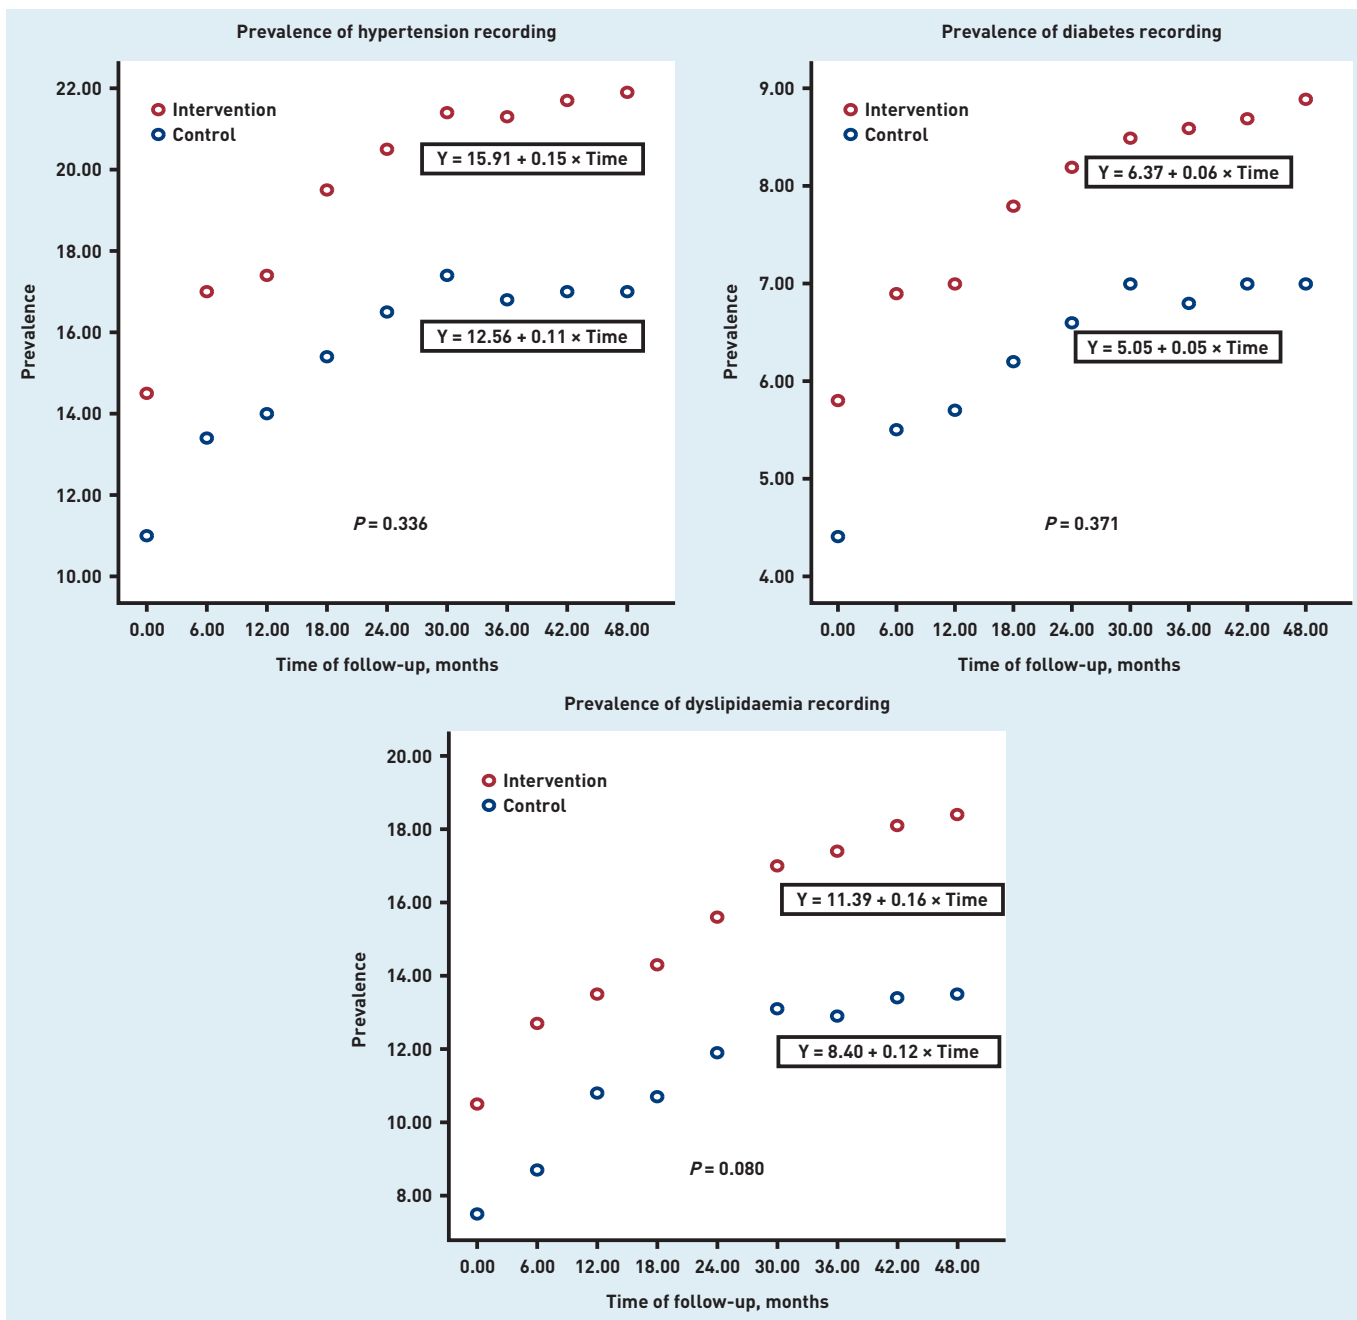 Prevalence of hypertension recording
22.00
20.00
18.00
16.00
14.00
12.00
10.00
Prevalence
Intervention
Control
Y = 15.91 + 0.15 × Time
Y = 12.56 + 0.11 × Time
P = 0.336
0.00 6.00 12.00 18.00 24.00 30.00 36.00 42.00 48.00
Time of follow-up, months
Prevalence of diabetes recording
9.00
8.00
7.00
6.00
5.00
4.00
Prevalence
Intervention
Control
Y = 6.37 + 0.06 × Time
Y = 5.05 + 0.05 × Time
P = 0.371
0.00 6.00 12.00 18.00 24.00 30.00 36.00 42.00 48.00
Time of follow-up, months
Prevalence of dyslipidaemia recording
20.00
18.00
16.00
14.00
12.00
10.00
8.00
Prevalence
Intervention
Control
Y = 11.39 + 0.16 × Time
Y = 8.40 + 0.12 × Time
P = 0.080
0.00 6.00 12.00 18.00 24.00 30.00 36.00 42.00 48.00
Time of follow-up, months